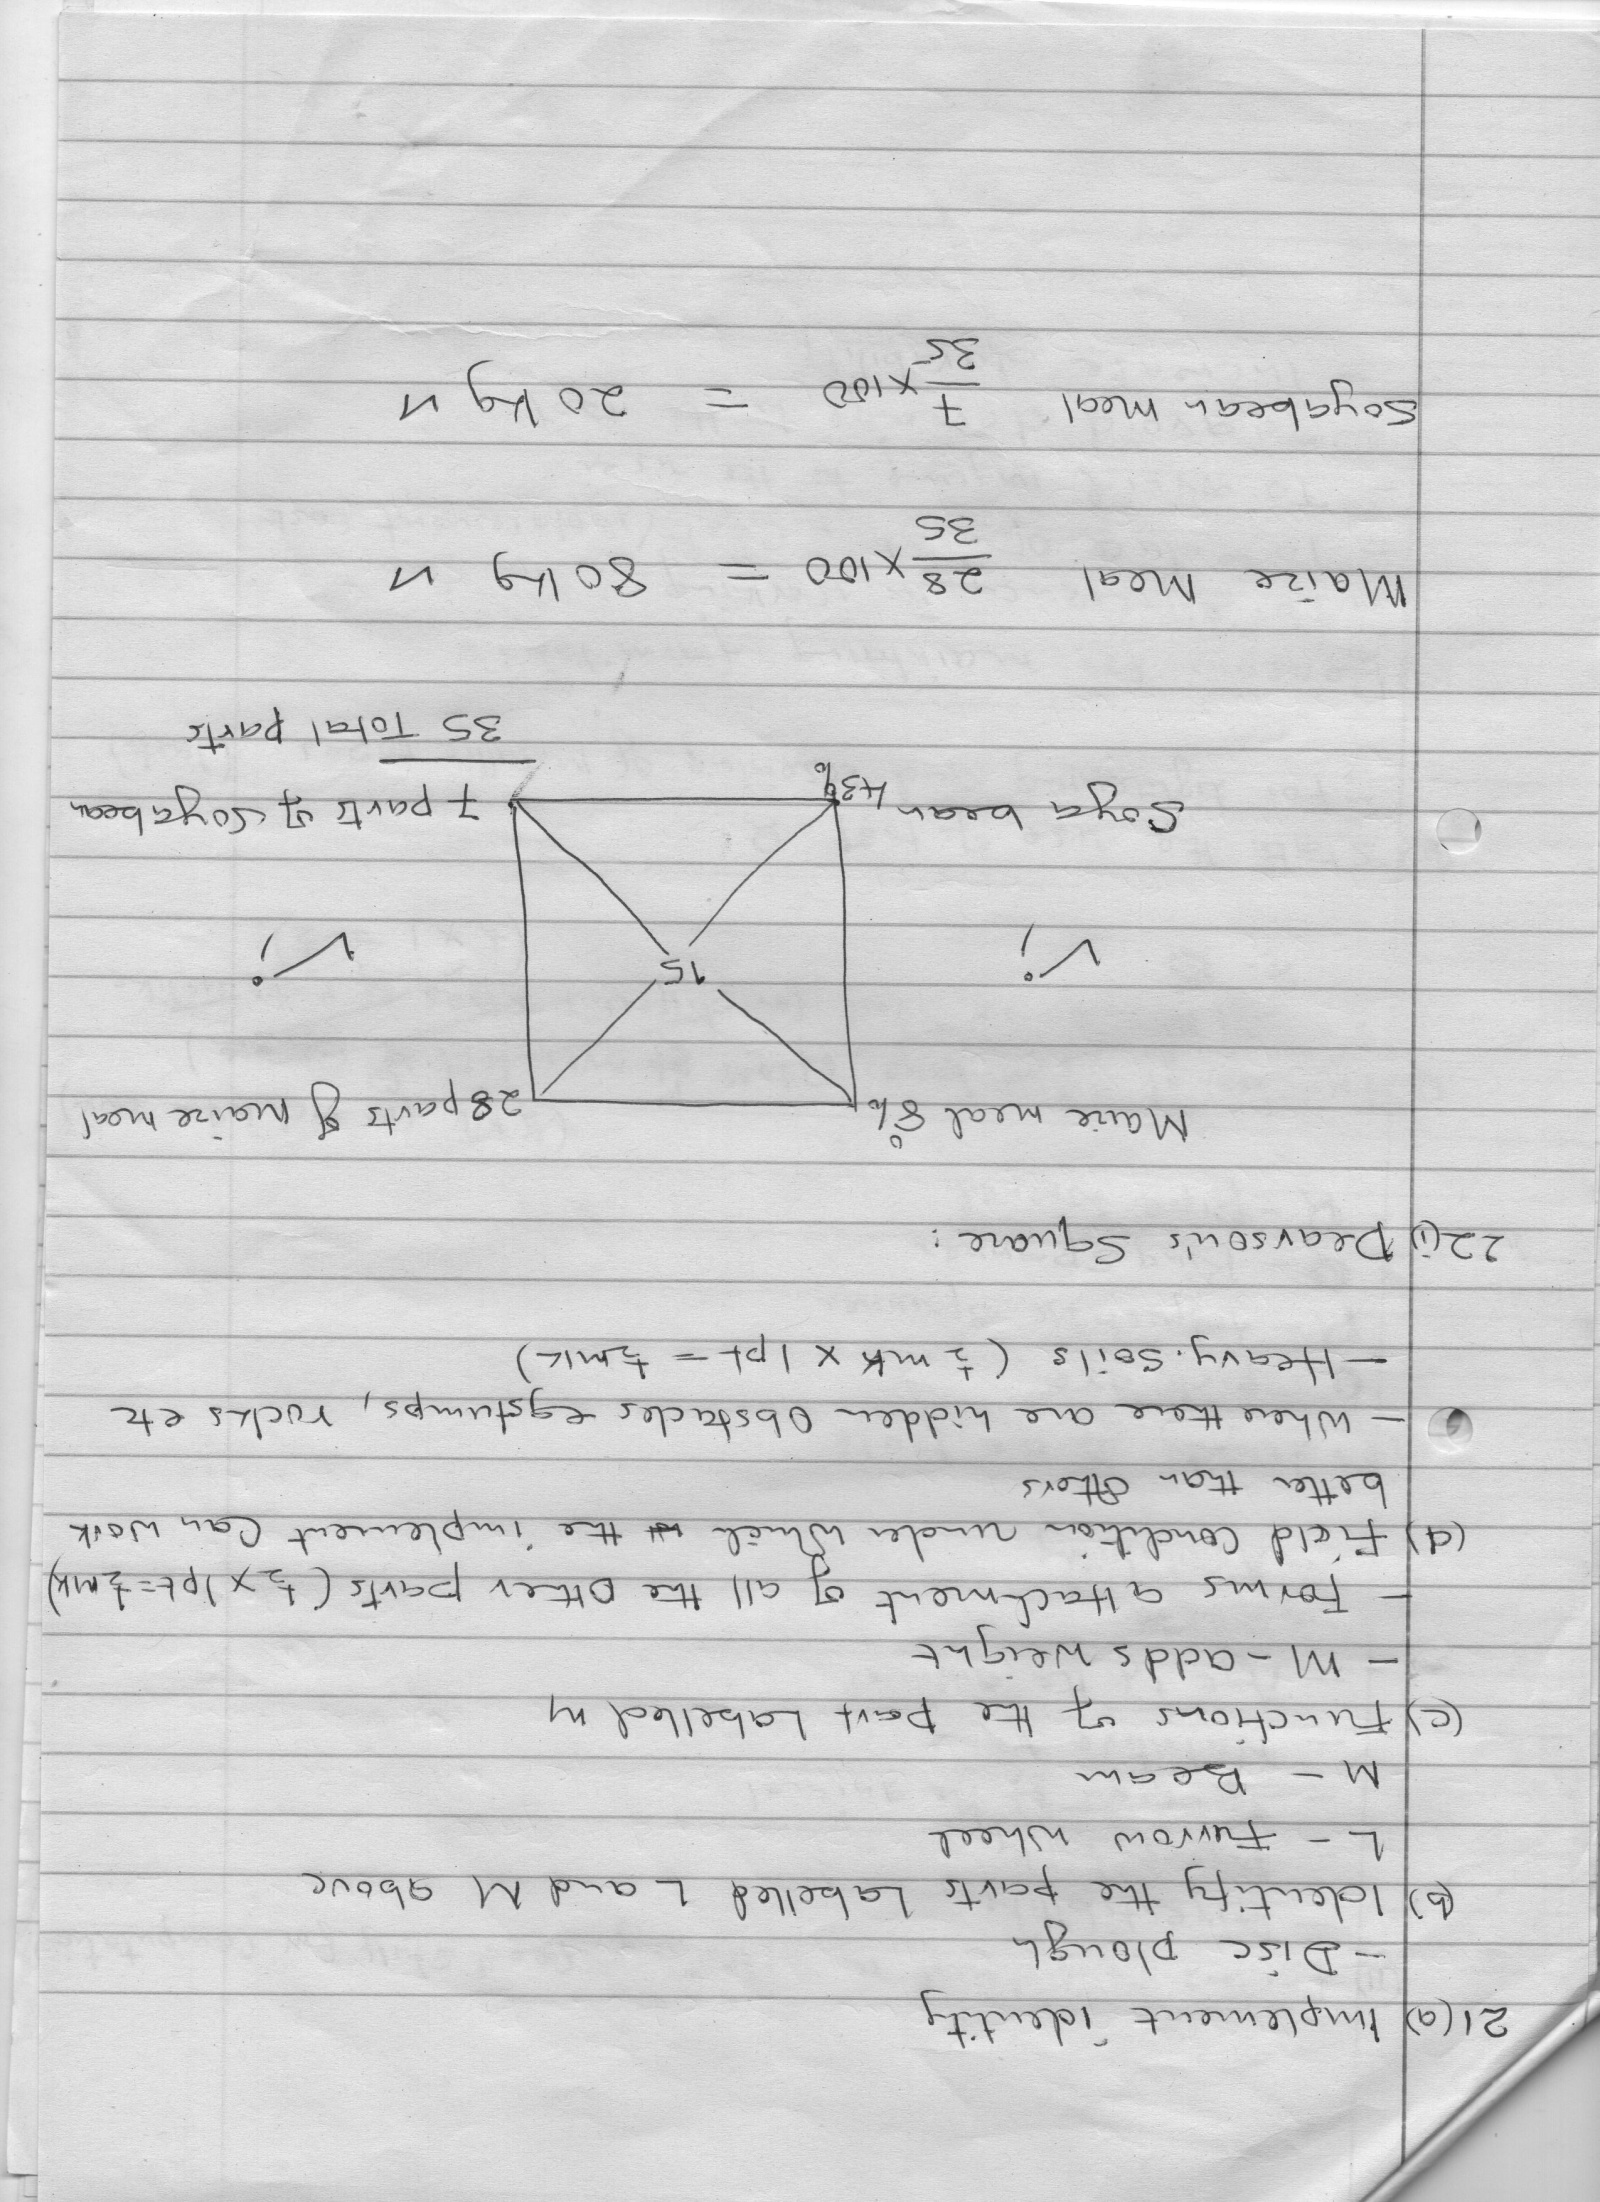 21(a) Implement identity
- Disc plough
(b) Identify the parts Labelled L and M above
L - Furrow wheel
M - Beam
(c) Functions of the part Labelled M
- M - adds weight
- Forms attachment of all the other parts (½ x 1pt = ½mk)
(d) Field condition under which the implement can work
better than others
- Where there are hidden obstacles eg stumps, rocks etc
- Heavy soils (½ mk x 1pt = ½mk)
22(i) Pearson's Square:
Maize meal 8% 28 parts of Maize meal
15
Soya bean 43% 7 parts of soyabean
35 Total parts
Maize Meal 28/35 x 100 = 80 kg
Soyabean Meal 7/35 x 100 = 20 kg